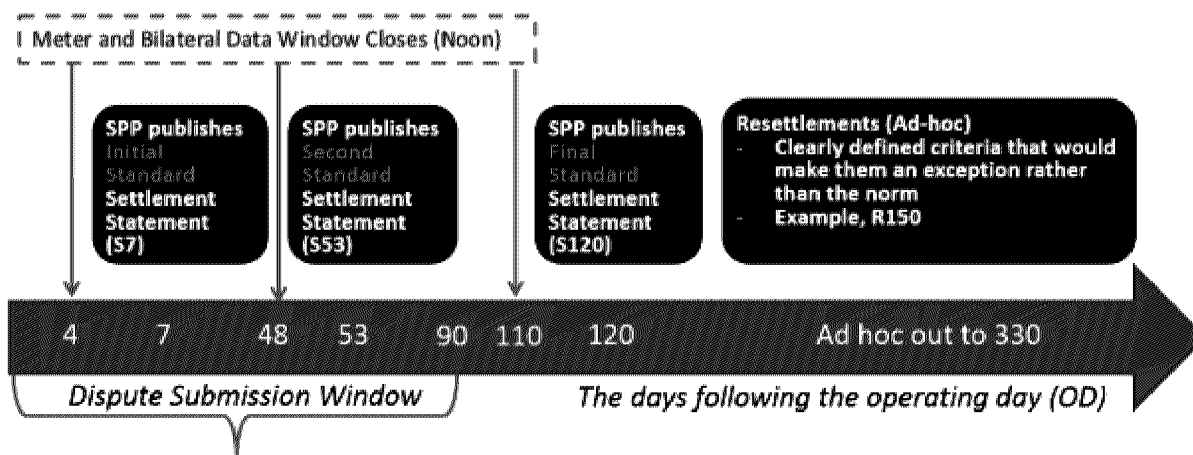 Meter and Bilateral Data Window Closes (Noon)
SPP publishes
Initial
Standard
Settlement
Statement
(S7)
SPP publishes
Second
Standard
Settlement
Statement
(S53)
SPP publishes
Final
Standard
Settlement
Statement
(S120)
Resettlements (Ad-hoc)
- Clearly defined criteria that would
make them an exception rather
than the norm
- Example, R150
4 7 48 53 90 110 120 Ad hoc out to 330
Dispute Submission Window
The days following the operating day (OD)